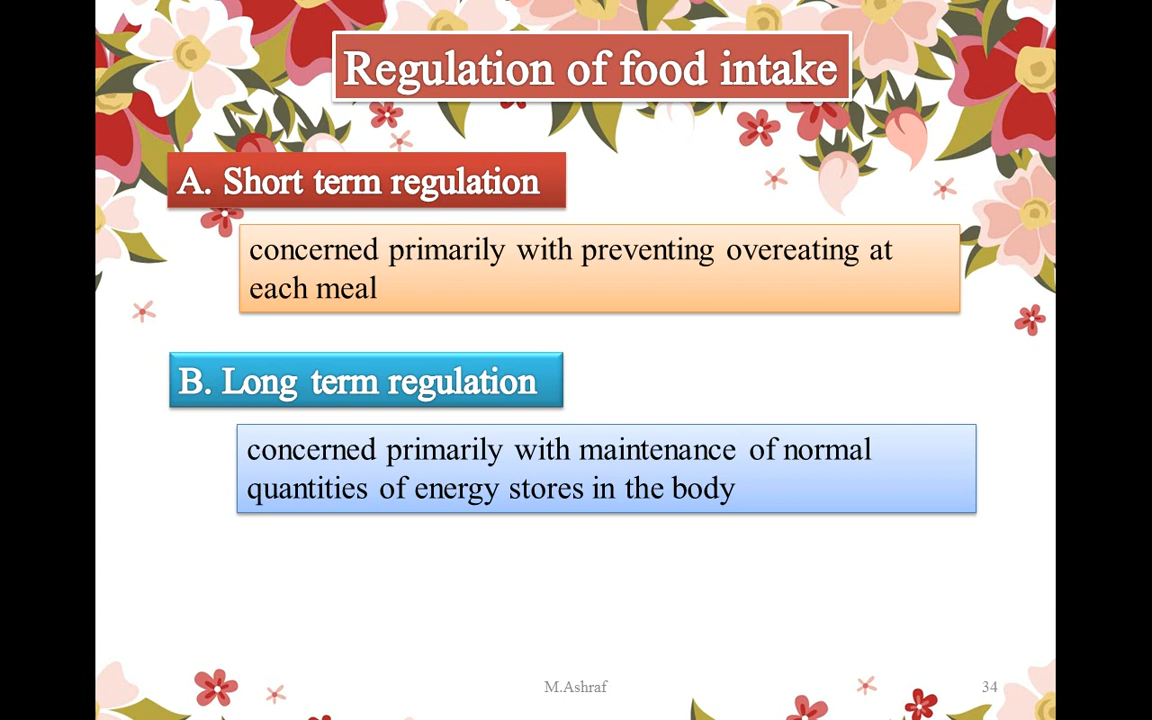 Regulation of food intake
A. Short term regulation
concerned primarily with preventing overeating at
each meal
B. Long term regulation
concerned primarily with maintenance of normal
quantities of energy stores in the body
M.Ashraf
34